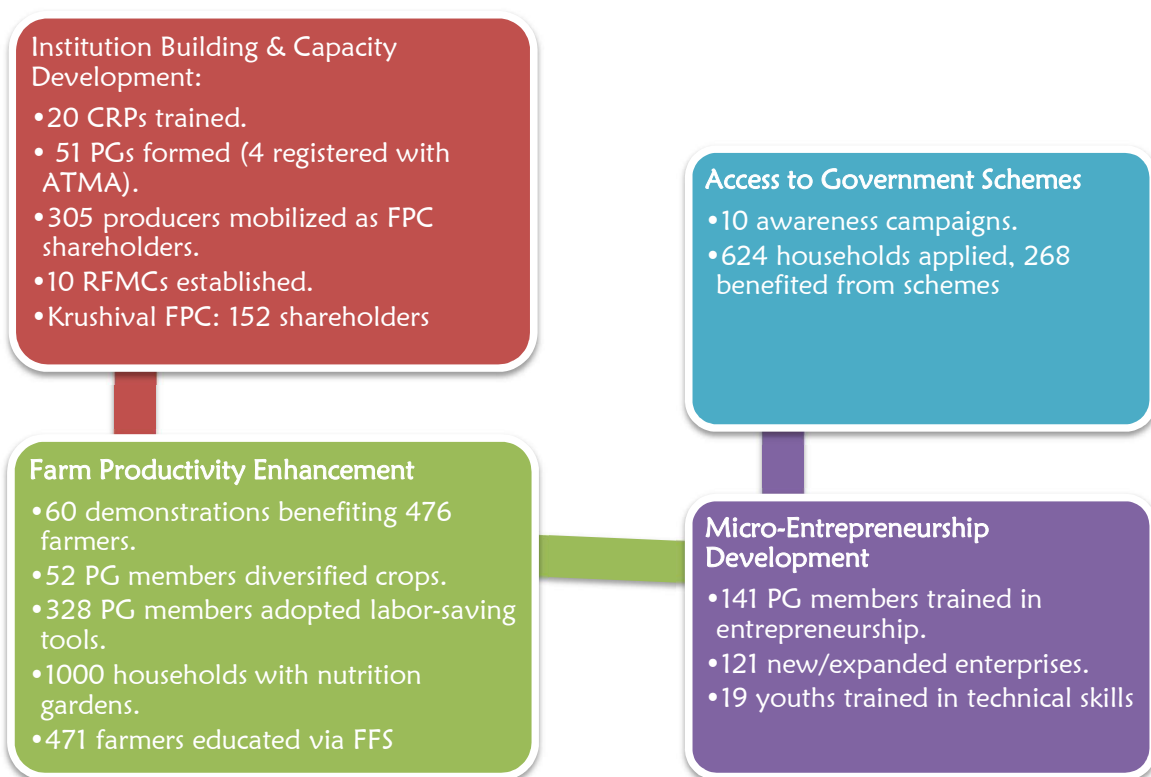 Institution Building & Capacity
Development:
•20 CRPs trained.
• 51 PGs formed (4 registered with
ATMA).
•305 producers mobilized as FPC
shareholders.
•10 RFMCs established.
•Krushival FPC: 152 shareholders
Farm Productivity Enhancement
•60 demonstrations benefiting 476
farmers.
•52 PG members diversified crops.
•328 PG members adopted labor-saving
tools.
•1000 households with nutrition
gardens.
•471 farmers educated via FFS
Micro-Entrepreneurship
Development
•141 PG members trained in
entrepreneurship.
•121 new/expanded enterprises.
•19 youths trained in technical skills
Access to Government Schemes
•10 awareness campaigns.
•624 households applied, 268
benefited from schemes